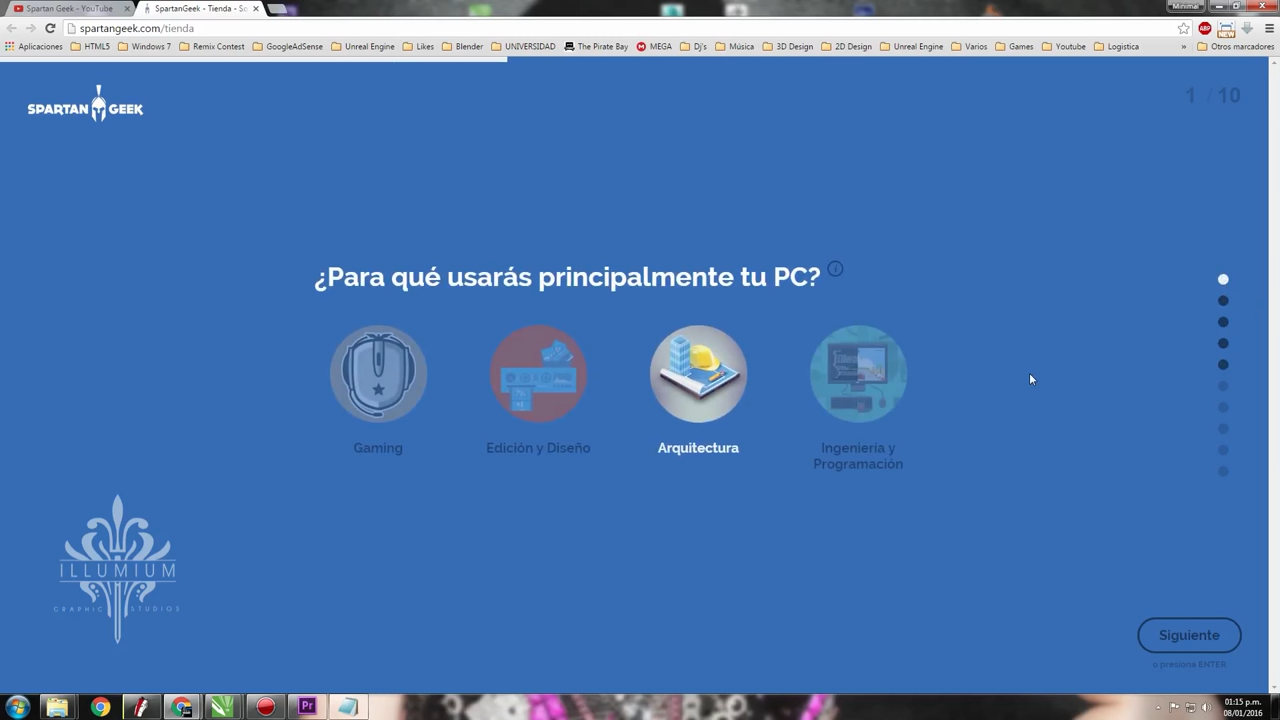 Spartan Geek - YouTube
SpartanGeek - Tienda - So
Minimal
spartangeek.com/tienda
Aplicaciones HTML5 Windows 7 Remix Contest GoogleAdSense Unreal Engine Likes Blender UNIVERSIDAD The Pirate Bay MEGA Dj's Música 3D Design 2D Design Unreal Engine Varios Games Youtube Logistica » Otros marcadores
SPARTAN GEEK
1 / 10
¿Para qué usarás principalmente tu PC?
Gaming
Edición y Diseño
Arquitectura
Ingeniería y
Programación
ILLUMIUM
GRAPHIC STUDIOS
Siguiente
o presiona ENTER
Pr
01:15 p.m.
08/01/2016